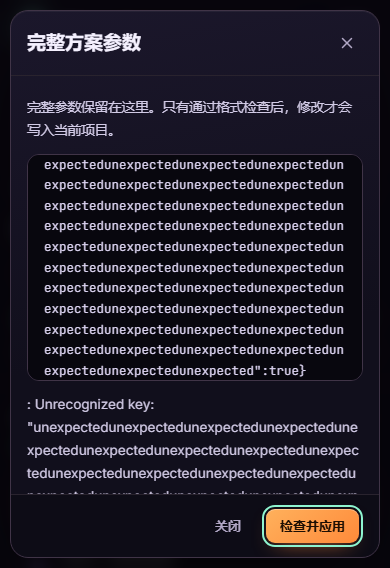 完整方案参数
完整参数保留在这里。只有通过格式检查后，修改才会
写入当前项目。
expectedunexpectedunexpectedunexpectedun
expectedunexpectedunexpectedunexpectedun
expectedunexpectedunexpectedunexpectedun
expectedunexpectedunexpectedunexpectedun
expectedunexpectedunexpectedunexpectedun
expectedunexpectedunexpectedunexpectedun
expectedunexpectedunexpectedunexpectedun
expectedunexpectedunexpectedunexpectedun
expectedunexpectedunexpectedunexpectedun
expectedunexpectedunexpectedunexpectedun
expectedunexpectedunexpected":true}
: Unrecognized key:
"unexpectedunexpectedunexpectedunexpectedune
xpectedunexpectedunexpectedunexpectedunexpec
tedunexpectedunexpectedunexpectedunexpectedu
关闭
检查并应用